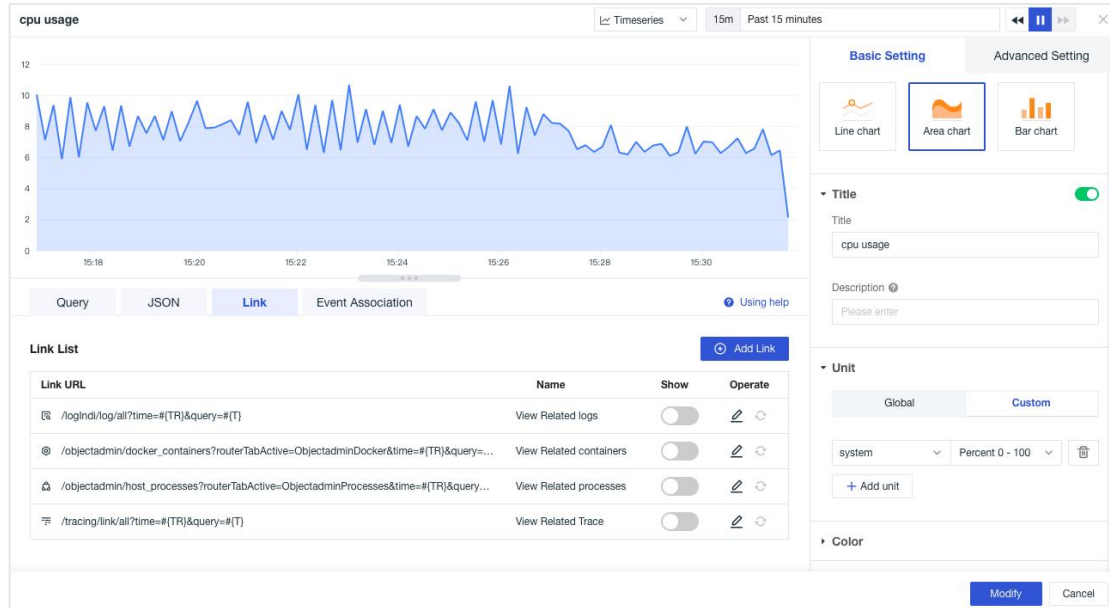 cpu usage
Timeseries
15m Past 15 minutes
12
10
8
6
4
2
0
15:18 15:20 15:22 15:24 15:26 15:28 15:30
Query JSON Link Event Association
Using help
Link List
Add Link
Link URL Name Show Operate
/logIndi/log/all?time=#{TR}&query=#{T} View Related logs
/objectadmin/docker_containers?routerTabActive=ObjectadminDocker&time=#{TR}&query=... View Related containers
/objectadmin/host_processes?routerTabActive=ObjectadminProcesses&time=#{TR}&query... View Related processes
/tracing/link/all?time=#{TR}&query=#{T} View Related Trace
Basic Setting Advanced Setting
Line chart Area chart Bar chart
Title
Title
cpu usage
Description
Please enter
Unit
Global Custom
system Percent 0 - 100
+ Add unit
Color
Modify Cancel